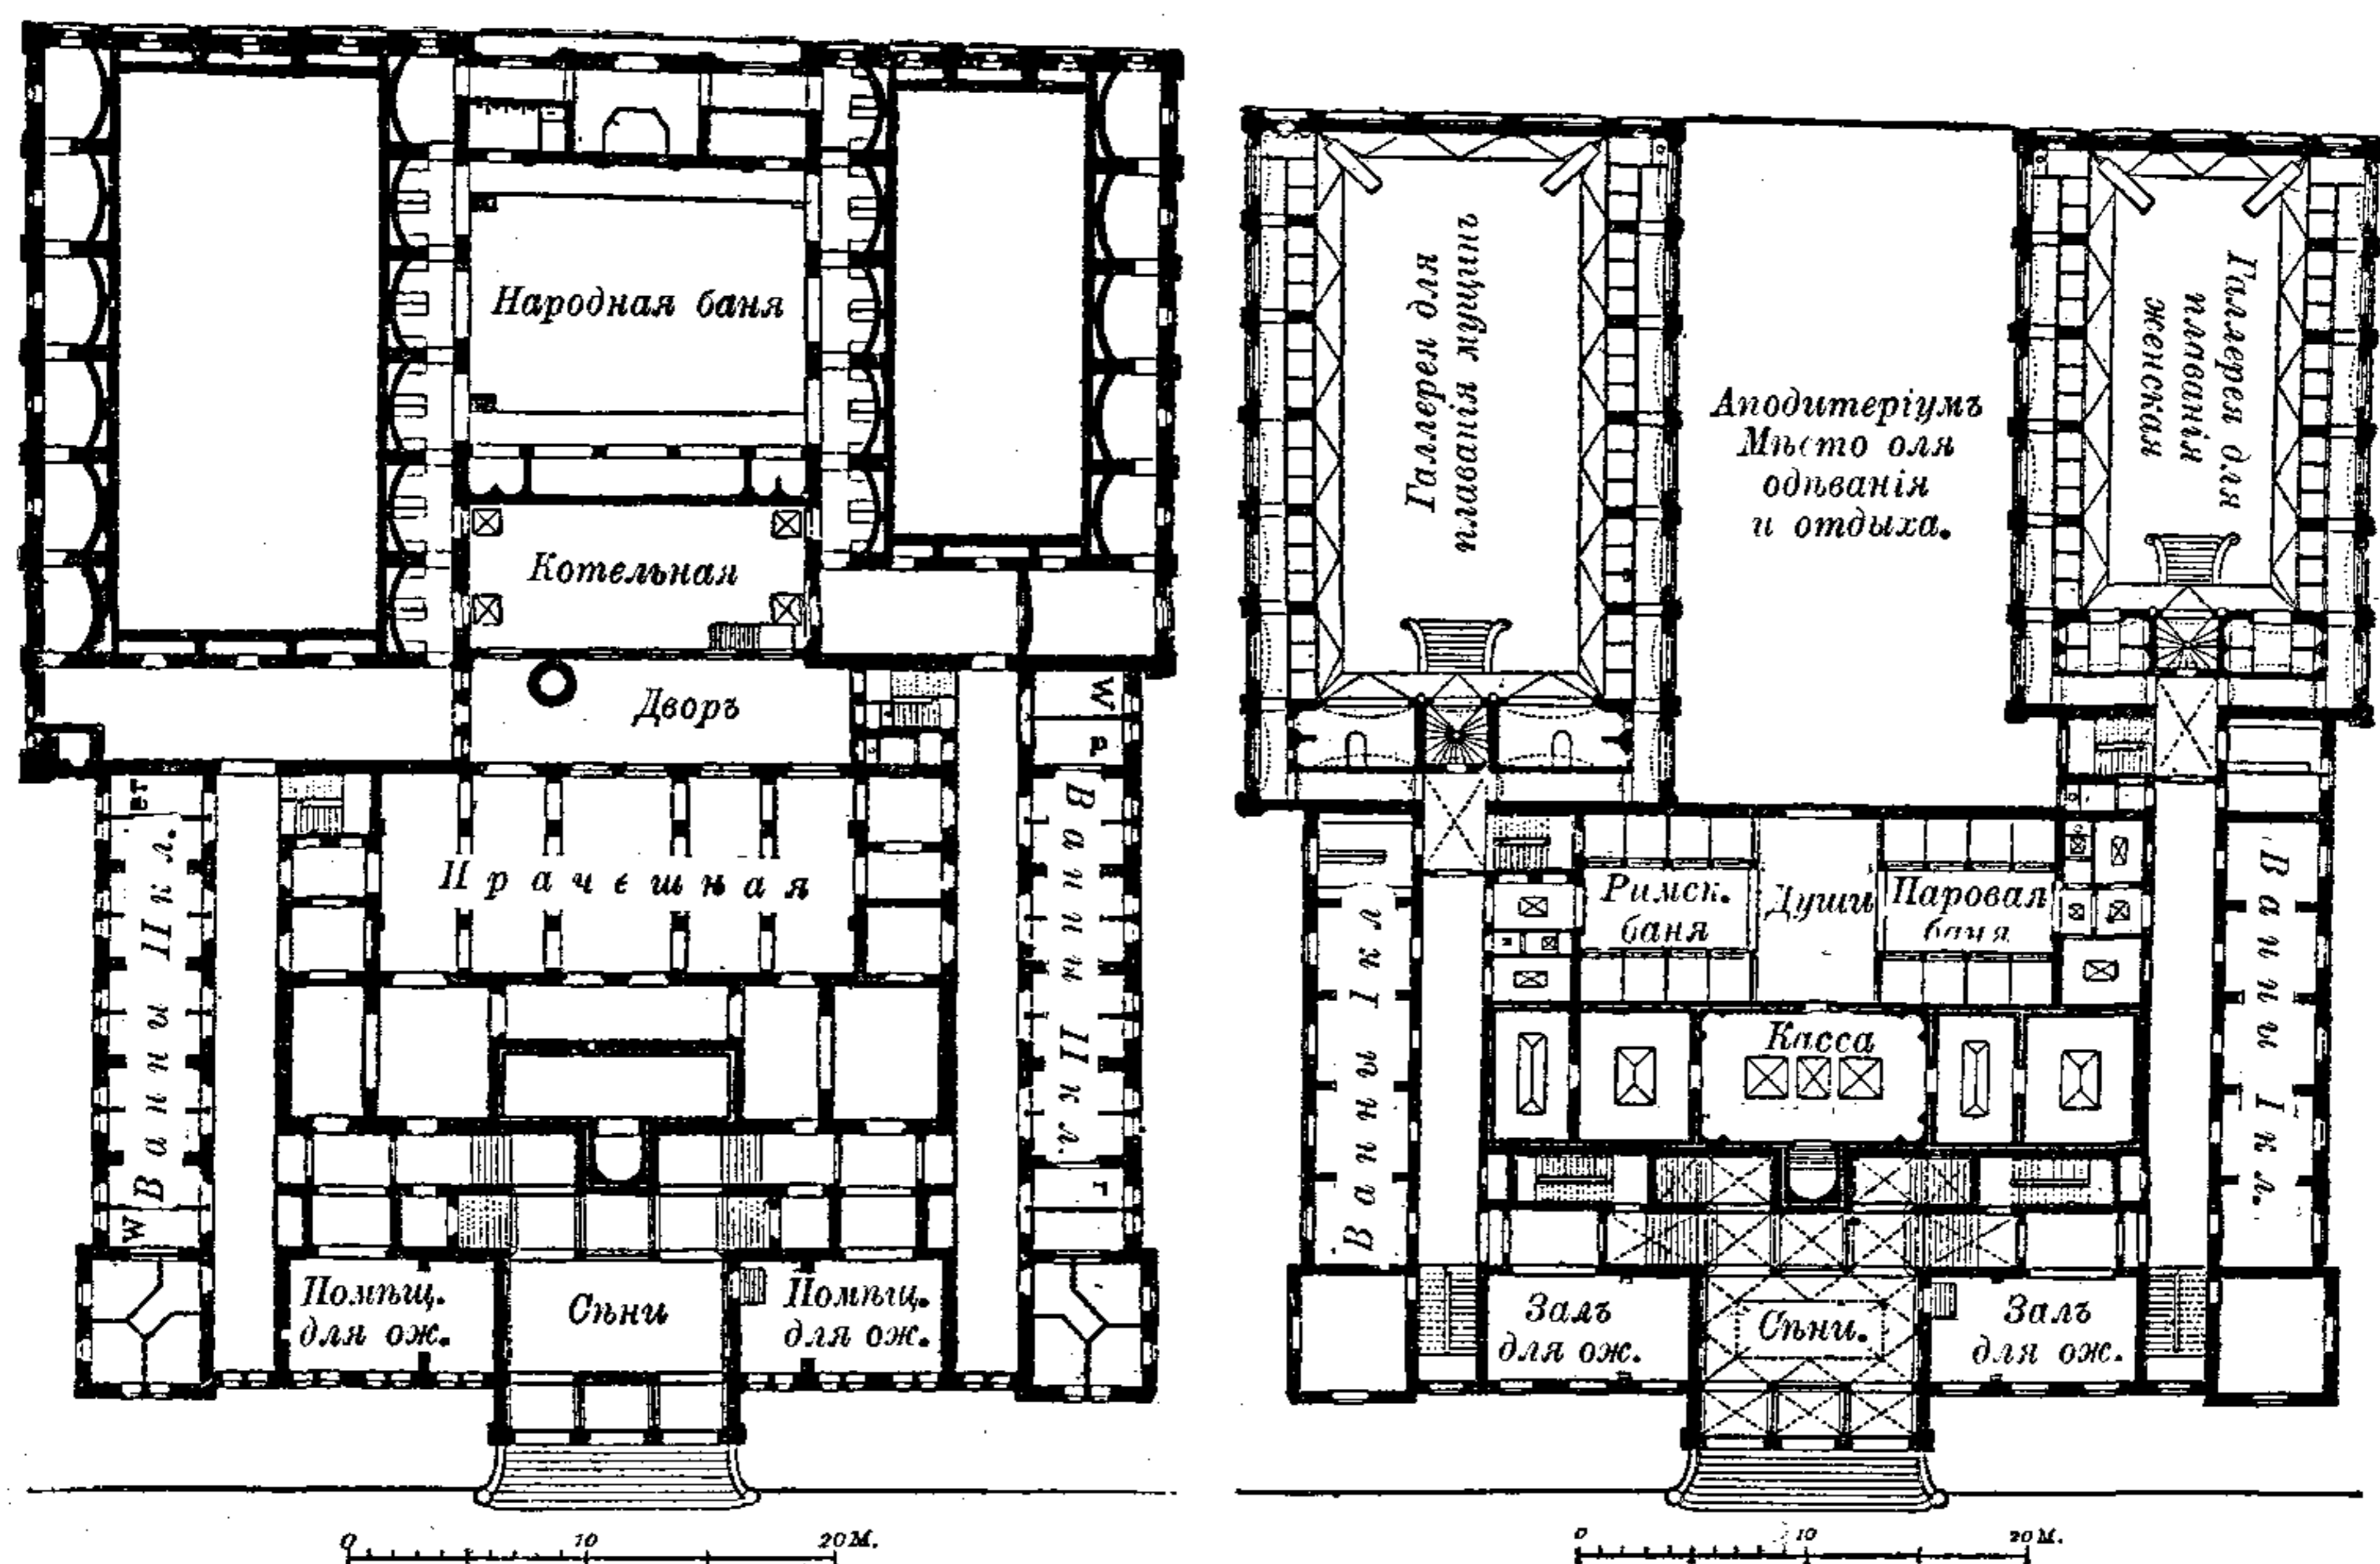 Народная баня
Котельная
Дворъ
W
a
Ванны II кл.
Прачешная
Ванны II кл.
W
г
Помѣщ.
для ож.
Сѣни
Помѣщ.
для ож.
0 10 20 М.
Галлерея для
плаванія мущинъ
Аподитеріумъ
Мѣсто для
одѣванія
и отдыха.
Галлерея для
плаванія
женская
Ванны I кл
Римск.
баня
Души
Паровая
баня
Ванны I кл.
Касса
Залъ
для ож.
Сѣни.
Залъ
для ож.
0 10 20 М.